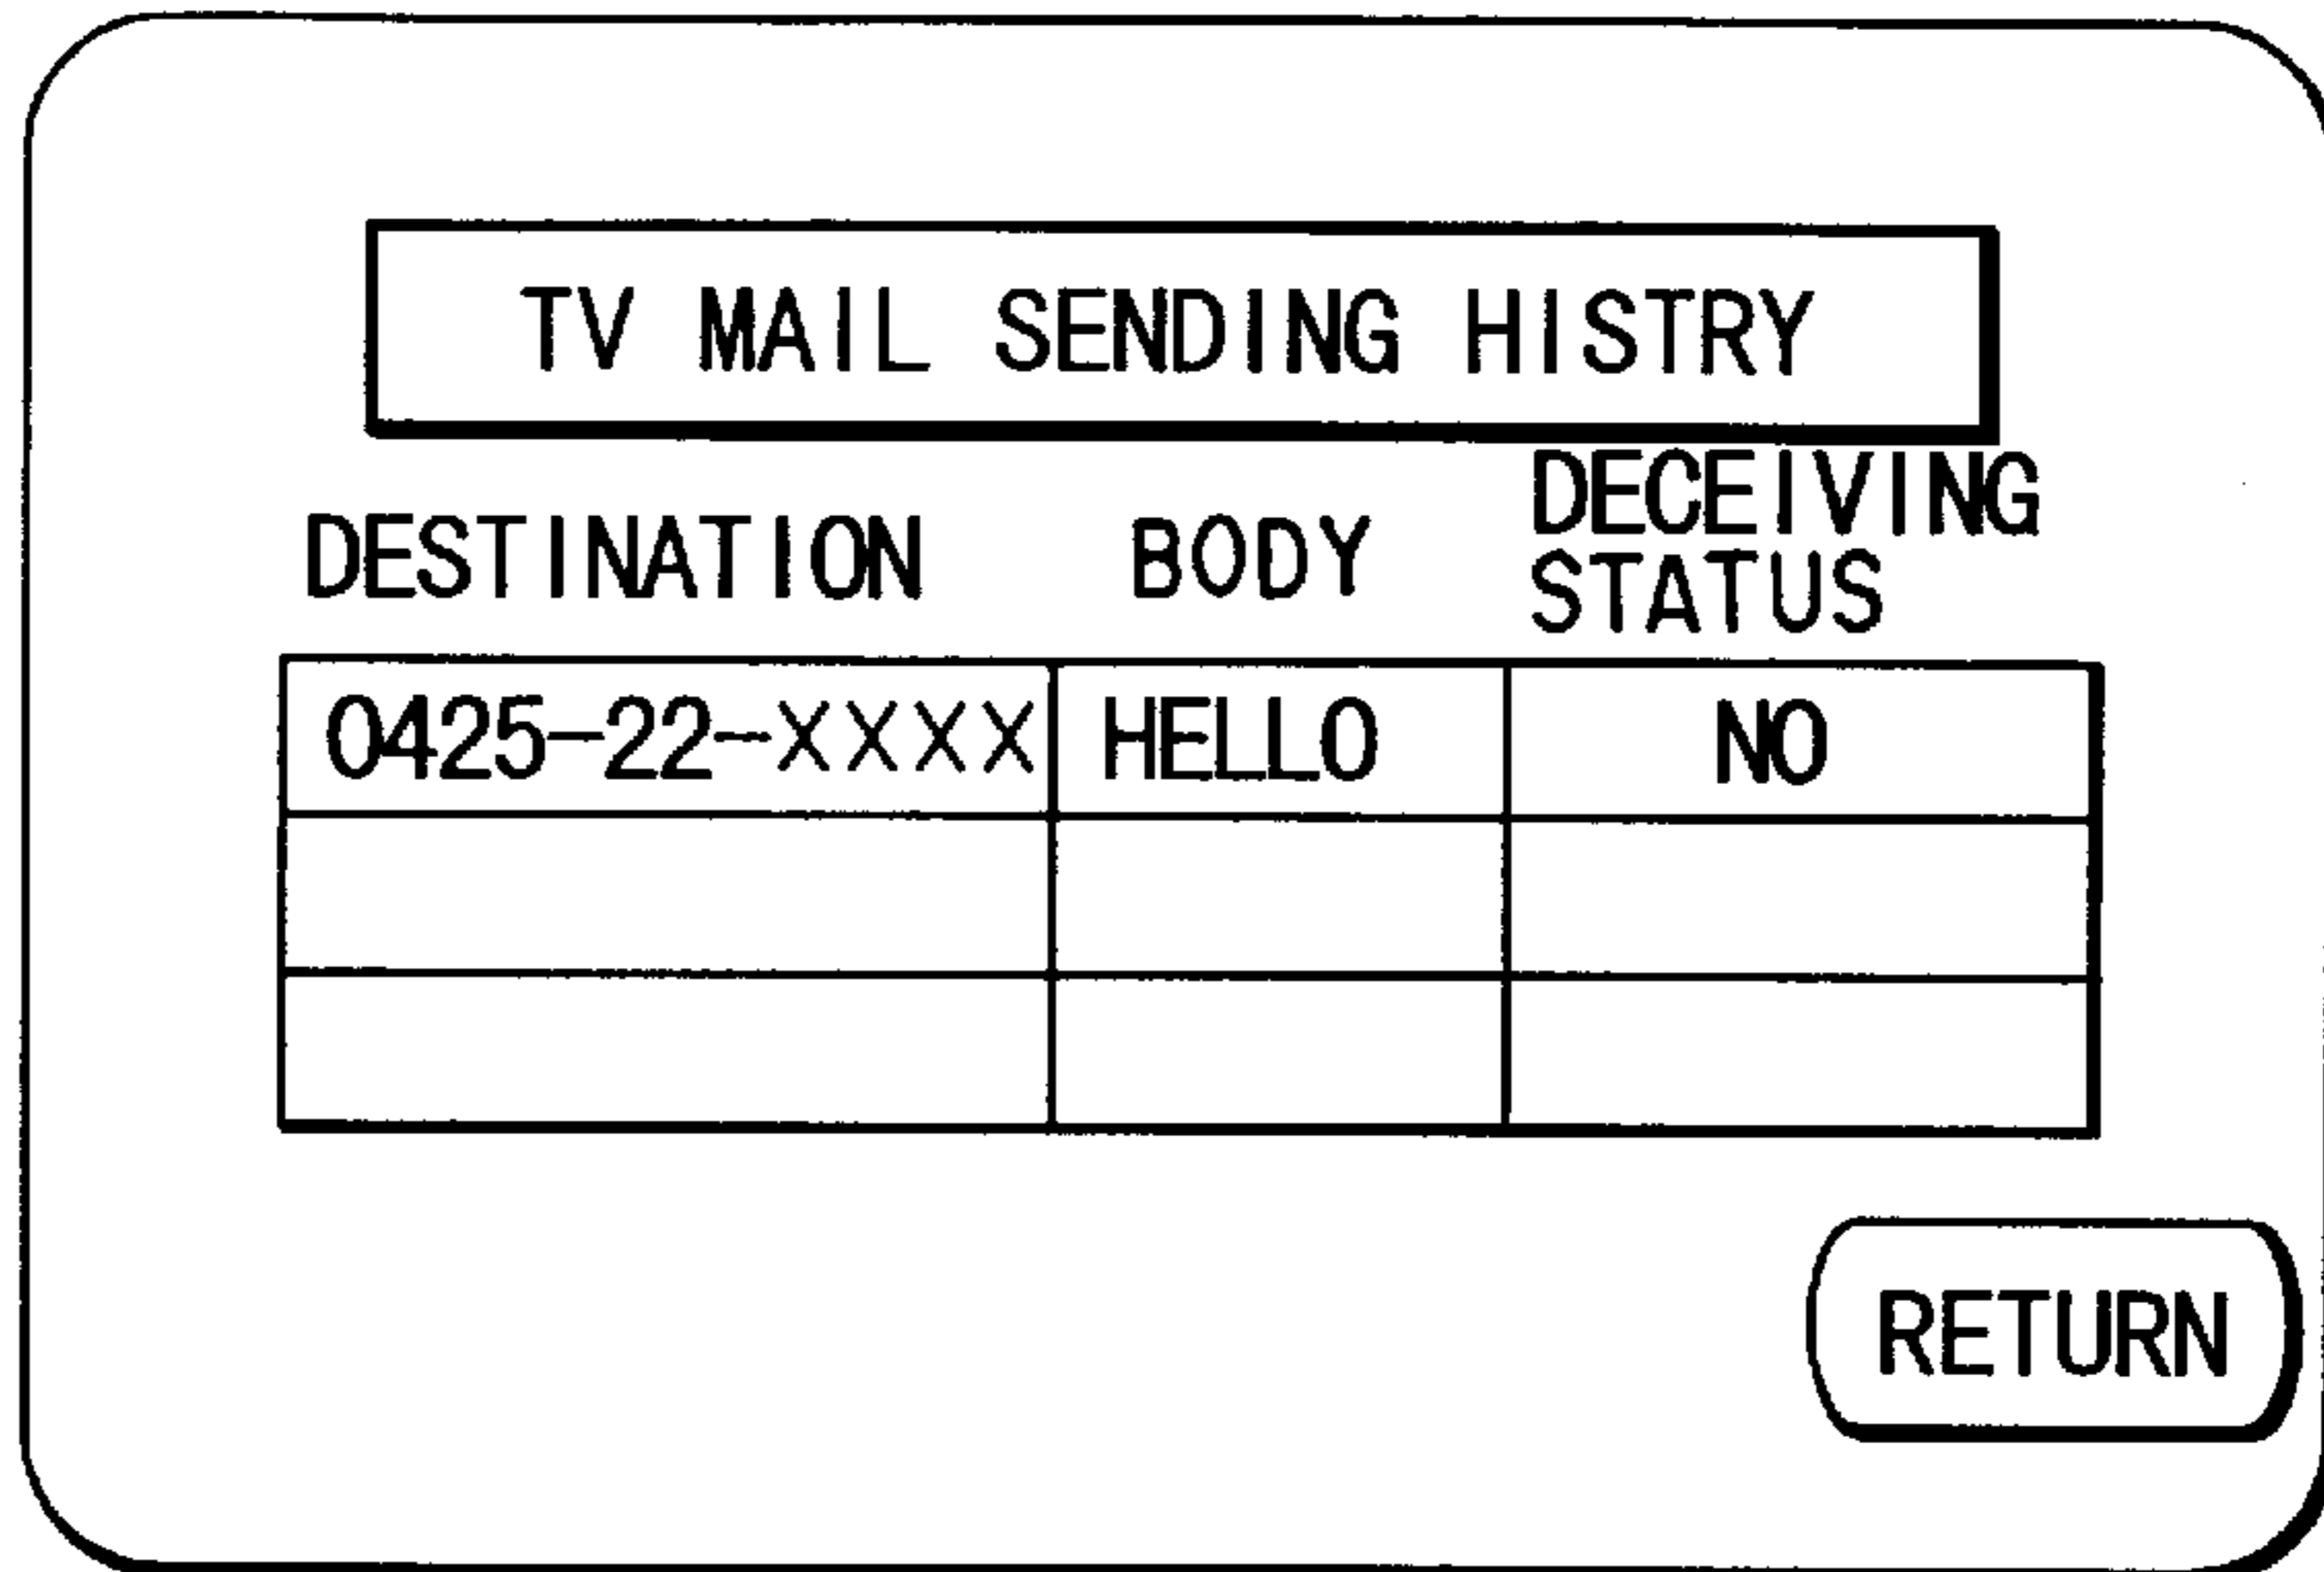 TV MAIL SENDING HISTRY
DESTINATION BODY DECEIVING STATUS
0425-22-XXXX HELLO NO
RETURN